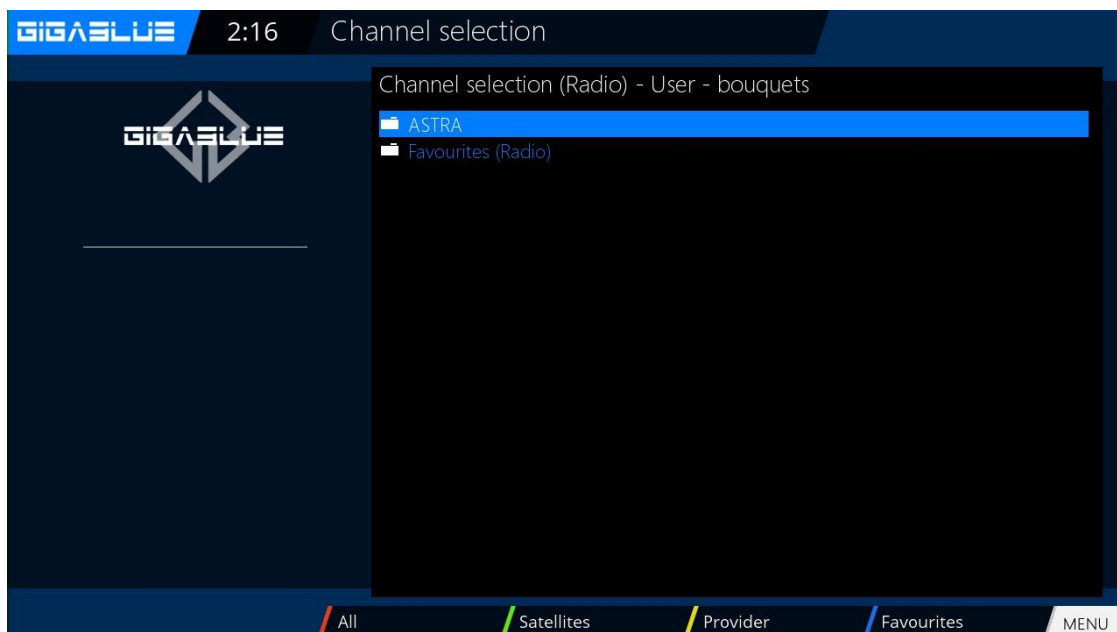 GIGABLUE 2:16 Channel selection
Channel selection (Radio) - User - bouquets
GIGABLUE
ASTRA
Favourites (Radio)
All Satellites Provider Favourites MENU